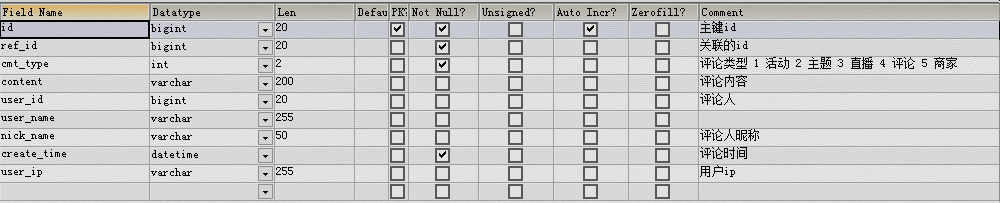 Field Name Datatype Len Defau PK? Not Null? Unsigned? Auto Incr? Zerofill? Comment
id bigint 20 主键id
ref_id bigint 20 关联的id
cmt_type int 2 评论类型 1 活动 2 主题 3 直播 4 评论 5 商家
content varchar 200 评论内容
user_id bigint 20 评论人
user_name varchar 255
nick_name varchar 50 评论人昵称
create_time datetime 评论时间
user_ip varchar 255 用户ip